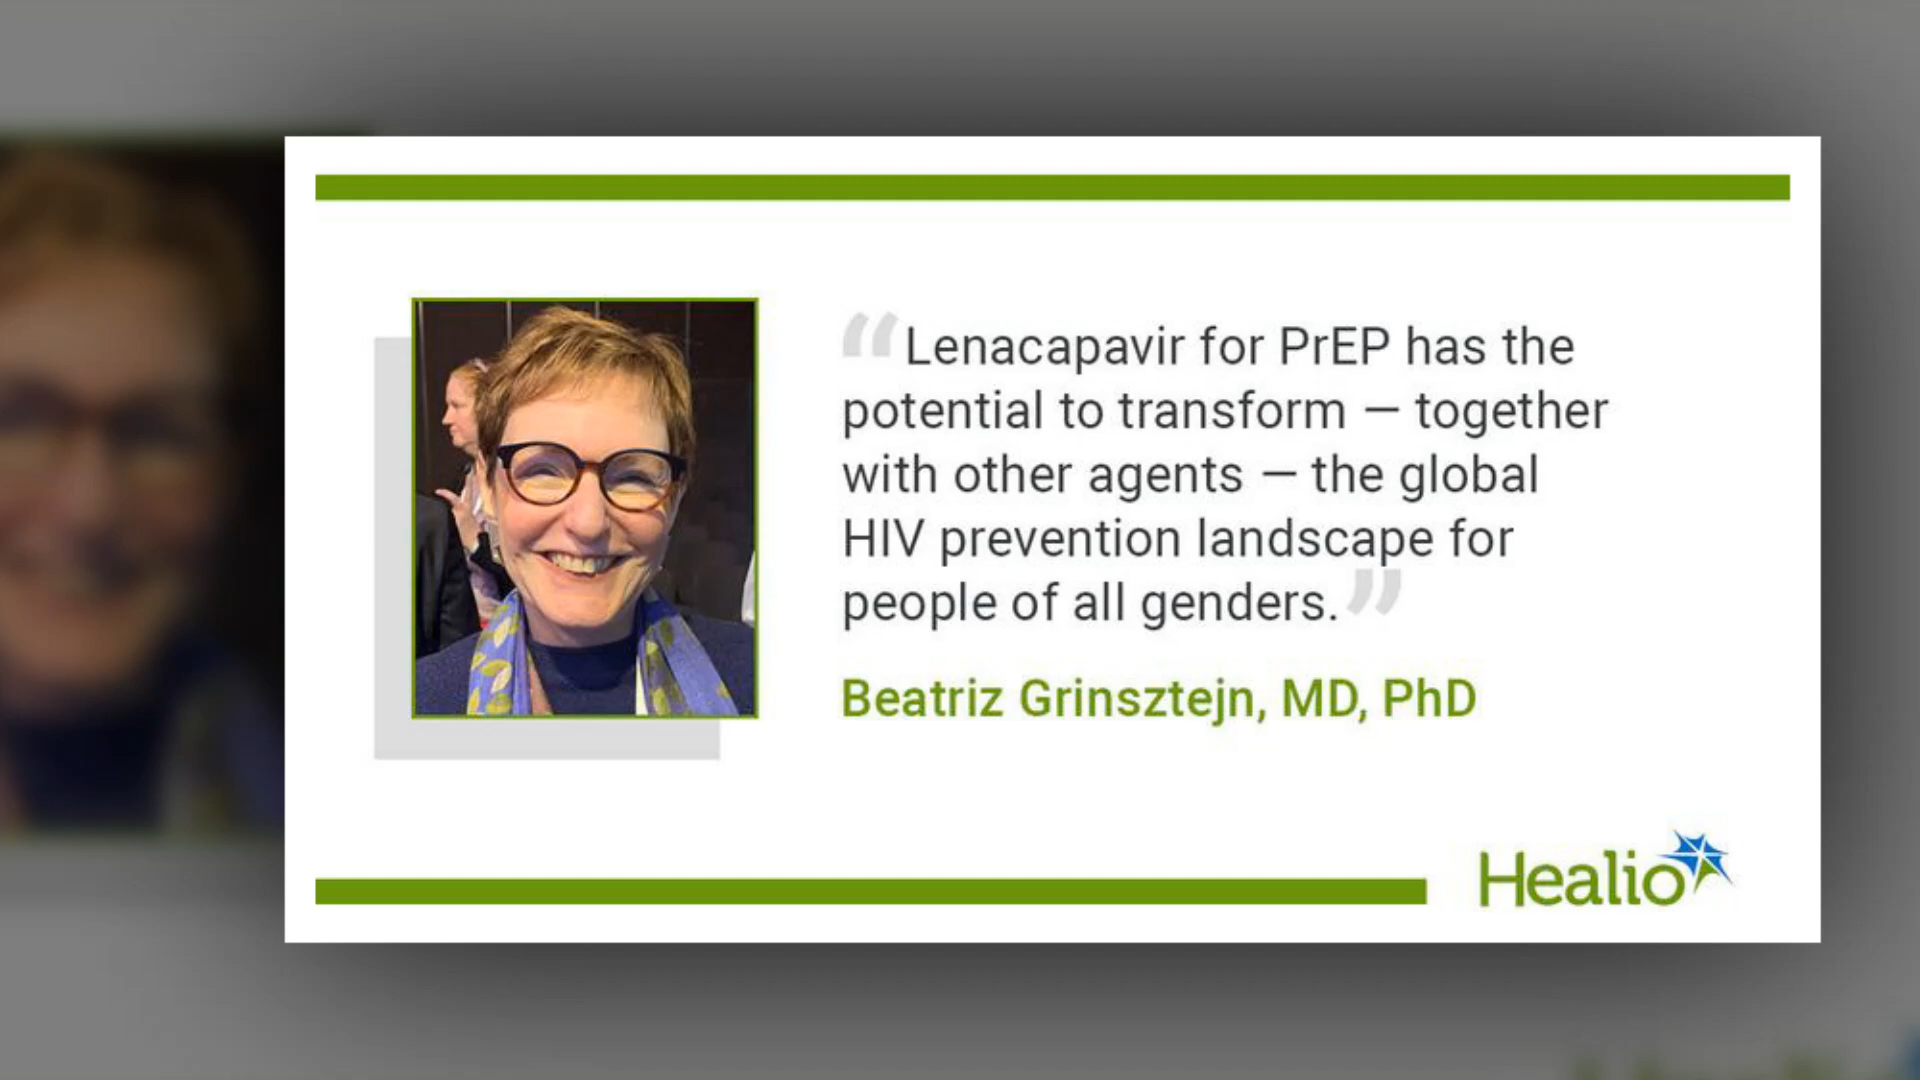 “Lenacapavir for PrEP has the
potential to transform — together
with other agents — the global
HIV prevention landscape for
people of all genders.”
Beatriz Grinsztejn, MD, PhD
Healio